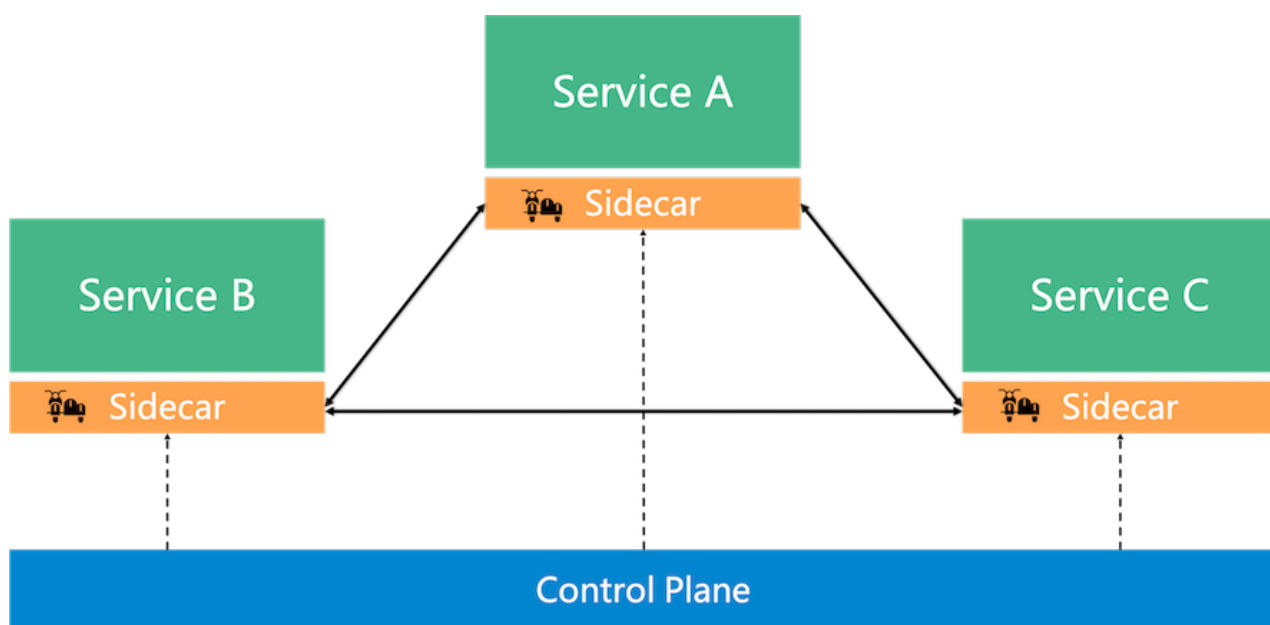 Service A
Sidecar
Service B
Sidecar
Service C
Sidecar
Control Plane